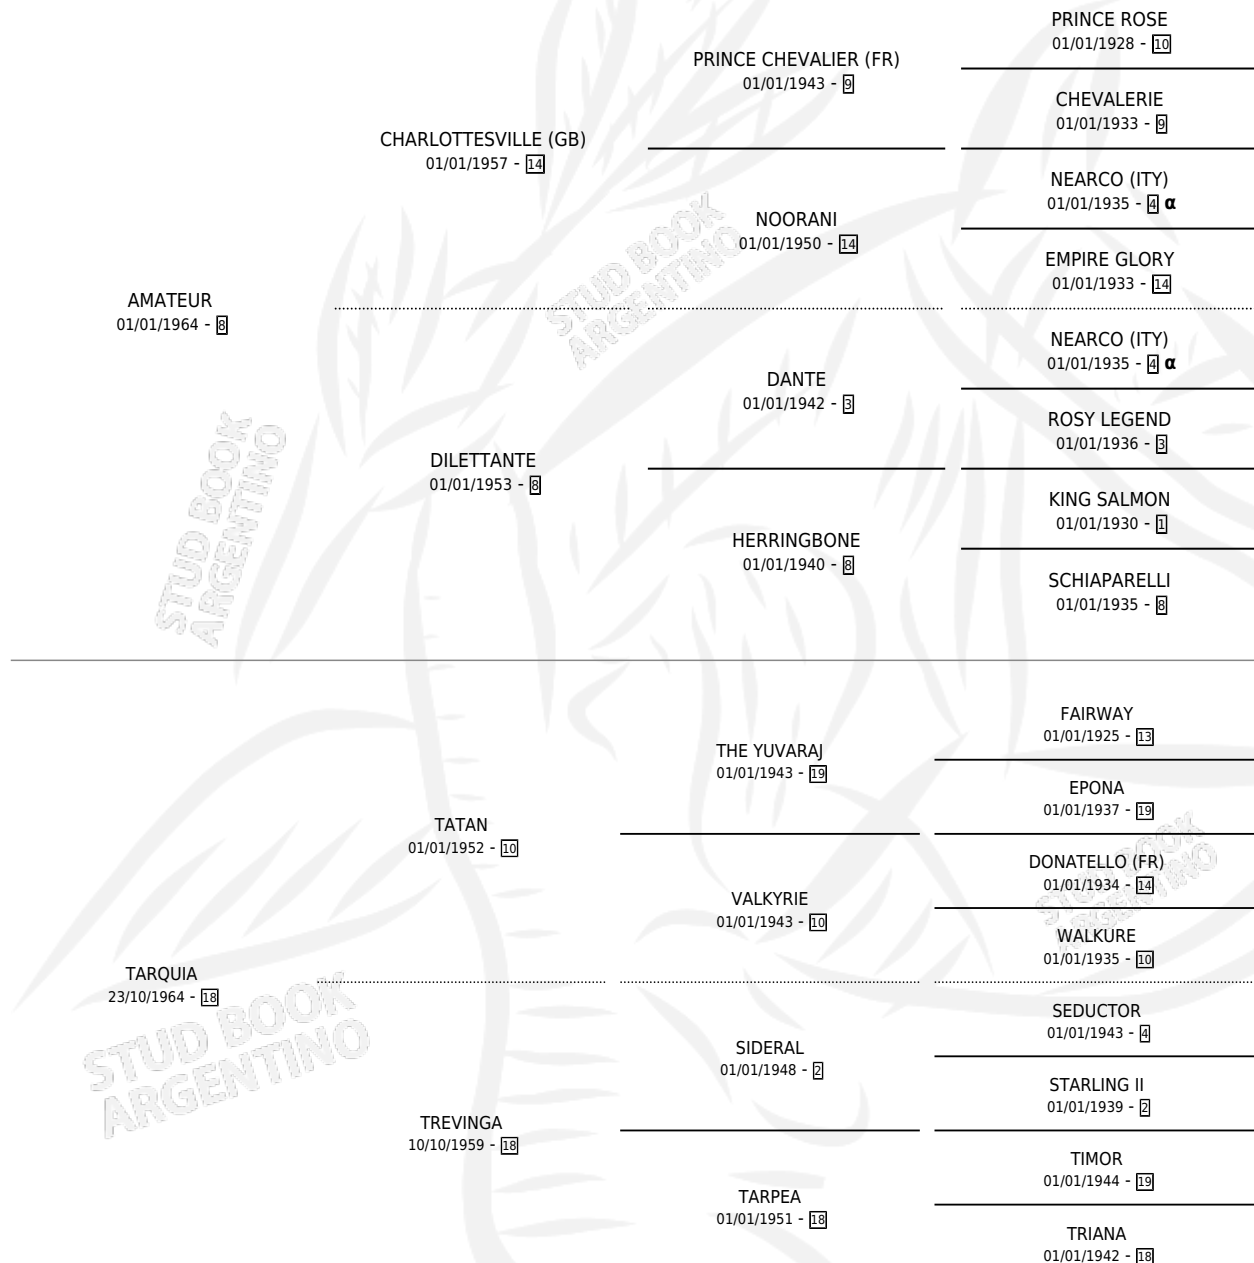 PRINCE ROSE
01/01/1928 - 10
PRINCE CHEVALIER (FR)
01/01/1943 - 9
CHEVALERIE
01/01/1933 - 9
CHARLOTTESVILLE (GB)
01/01/1957 - 14
NEARCO (ITY)
01/01/1935 - 4 α
NOORANI
01/01/1950 - 14
EMPIRE GLORY
01/01/1933 - 14
AMATEUR
01/01/1964 - 8
NEARCO (ITY)
01/01/1935 - 4 α
DANTE
01/01/1942 - 3
ROSY LEGEND
01/01/1936 - 3
DILETTANTE
01/01/1953 - 8
KING SALMON
01/01/1930 - 1
HERRINGBONE
01/01/1940 - 8
SCHIAPARELLI
01/01/1935 - 8
FAIRWAY
01/01/1925 - 13
THE YUVARAJ
01/01/1943 - 19
EPONA
01/01/1937 - 19
TATAN
01/01/1952 - 10
DONATELLO (FR)
01/01/1934 - 14
VALKYRIE
01/01/1943 - 10
WALKURE
01/01/1935 - 10
TARQUIA
23/10/1964 - 18
SEDUCTOR
01/01/1943 - 4
SIDERAL
01/01/1948 - 2
STARLING II
01/01/1939 - 2
TREVINGA
10/10/1959 - 18
TIMOR
01/01/1944 - 19
TARPEA
01/01/1951 - 18
TRIANA
01/01/1942 - 18
STUD BOOK
ARGENTINO
STUD BOOK
ARGENTINO
STUD BOOK
ARGENTINO
STUD BOOK
ARGENTINO